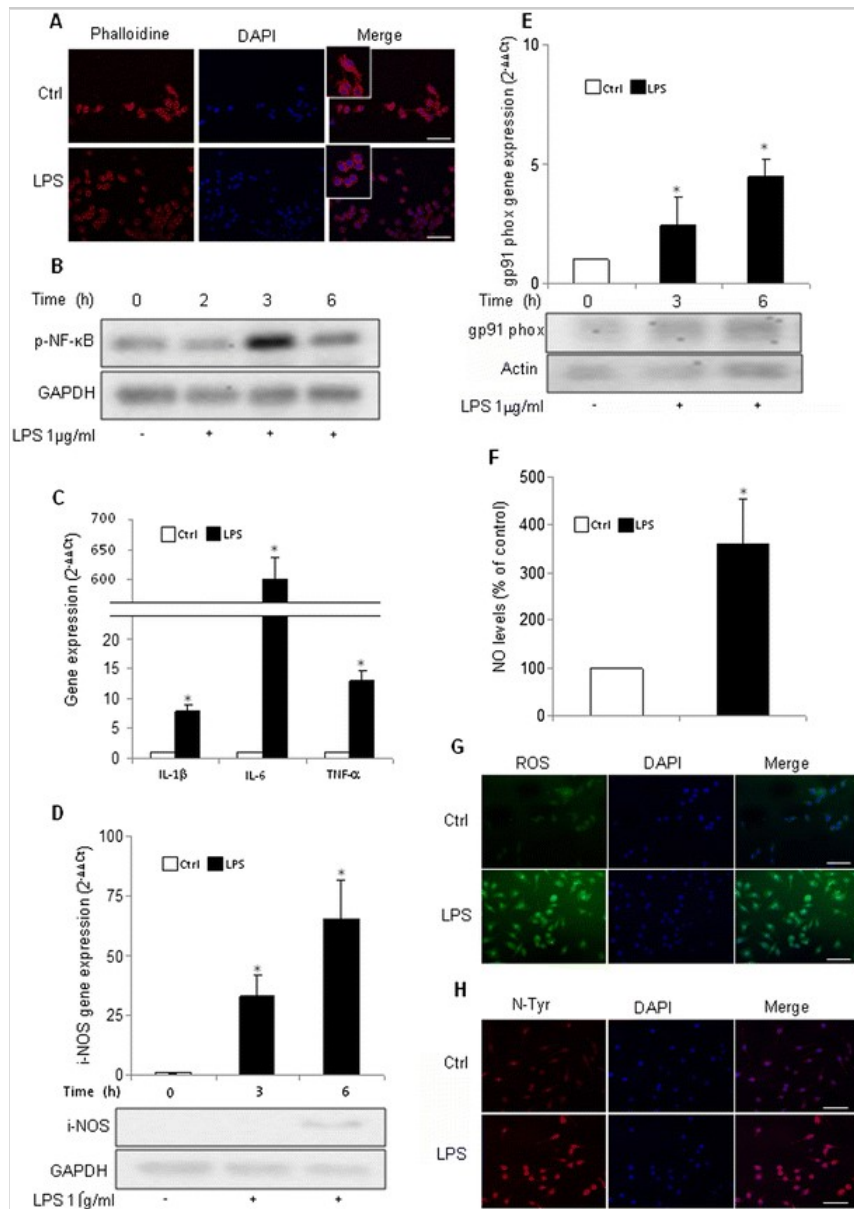 A
Phalloidine DAPI Merge
Ctrl
LPS
B
Time (h) 0 2 3 6
p-NF-κB
GAPDH
LPS 1μg/ml - + + +
C
Gene expression (2-ΔΔCt)
Ctrl LPS
700
650
600
20
15
10
5
0
* * *
IL-1β IL-6 TNF-α
D
i-NOS gene expression (2-ΔΔCt)
Ctrl LPS
100
75
50
25
0
* *
Time (h) 0 3 6
i-NOS
GAPDH
LPS 1 ʃg/ml - + +
E
gp91 phox gene expression (2-ΔΔCt)
Ctrl LPS
10
5
0
* *
Time (h) 0 3 6
gp91 phox
Actin
LPS 1μg/ml - + +
F
NO levels (% of control)
Ctrl LPS
500
400
300
200
100
0
*
G
ROS DAPI Merge
Ctrl
LPS
H
N-Tyr DAPI Merge
Ctrl
LPS